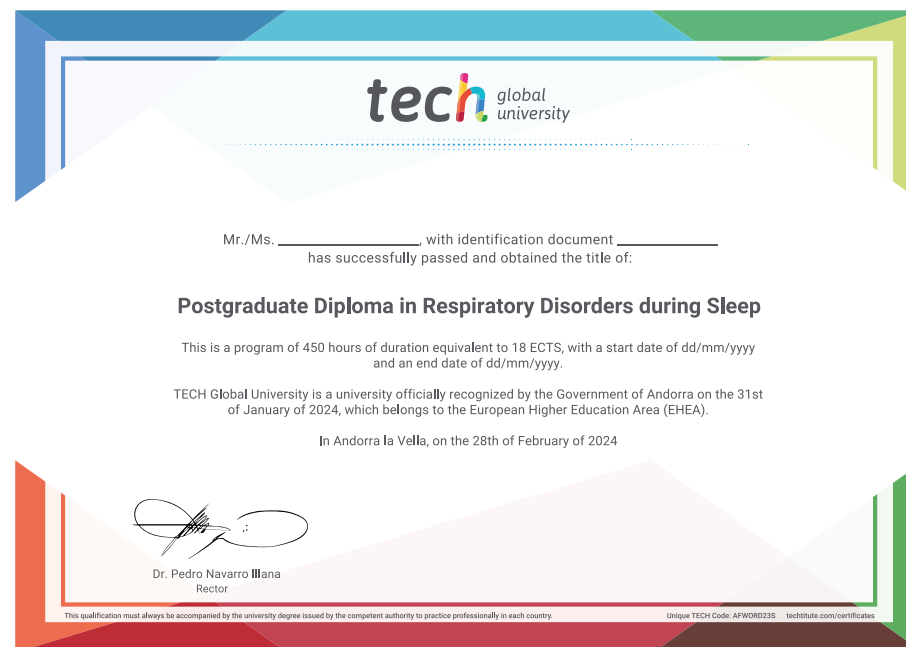 tech global university
Mr./Ms. ____________________, with identification document ______________
has successfully passed and obtained the title of:
Postgraduate Diploma in Respiratory Disorders during Sleep
This is a program of 450 hours of duration equivalent to 18 ECTS, with a start date of dd/mm/yyyy
and an end date of dd/mm/yyyy.
TECH Global University is a university officially recognized by the Government of Andorra on the 31st
of January of 2024, which belongs to the European Higher Education Area (EHEA).
In Andorra la Vella, on the 28th of February of 2024
Dr. Pedro Navarro Illana
Rector
This qualification must always be accompanied by the university degree issued by the competent authority to practice professionally in each country. Unique TECH Code: AFWORD23S techtitute.com/certificates